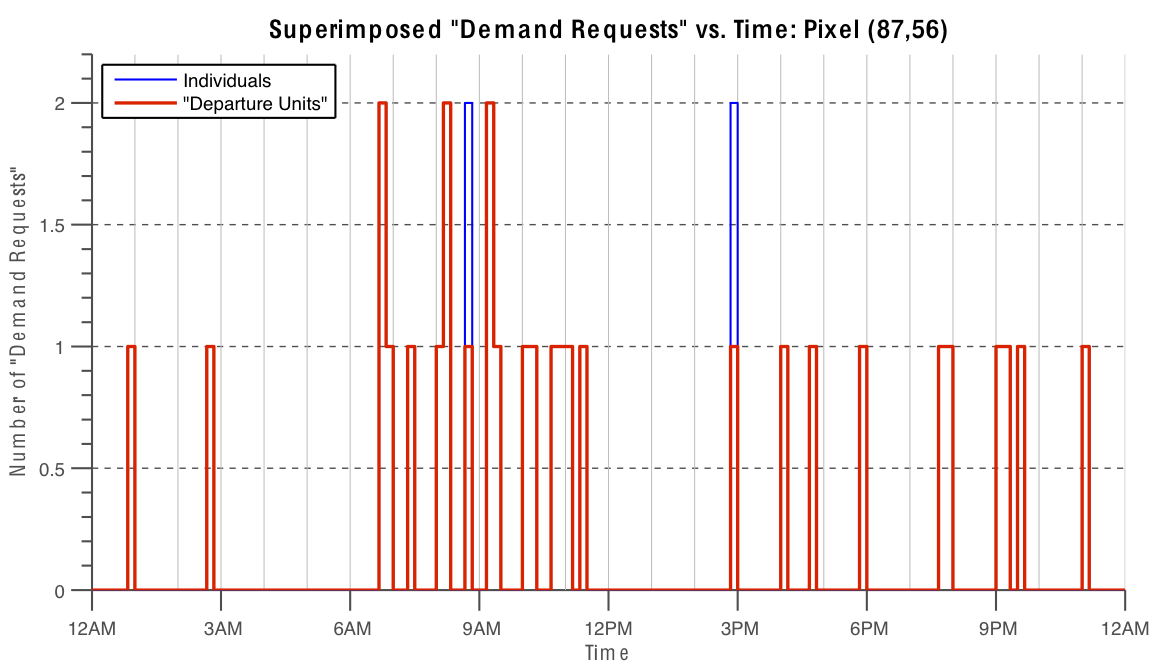 Superimposed "Demand Requests" vs. Time: Pixel (87,56)
Individuals
"Departure Units"
Number of "Demand Requests"
2
1.5
1
0.5
0
12AM 3AM 6AM 9AM 12PM 3PM 6PM 9PM 12AM
Time